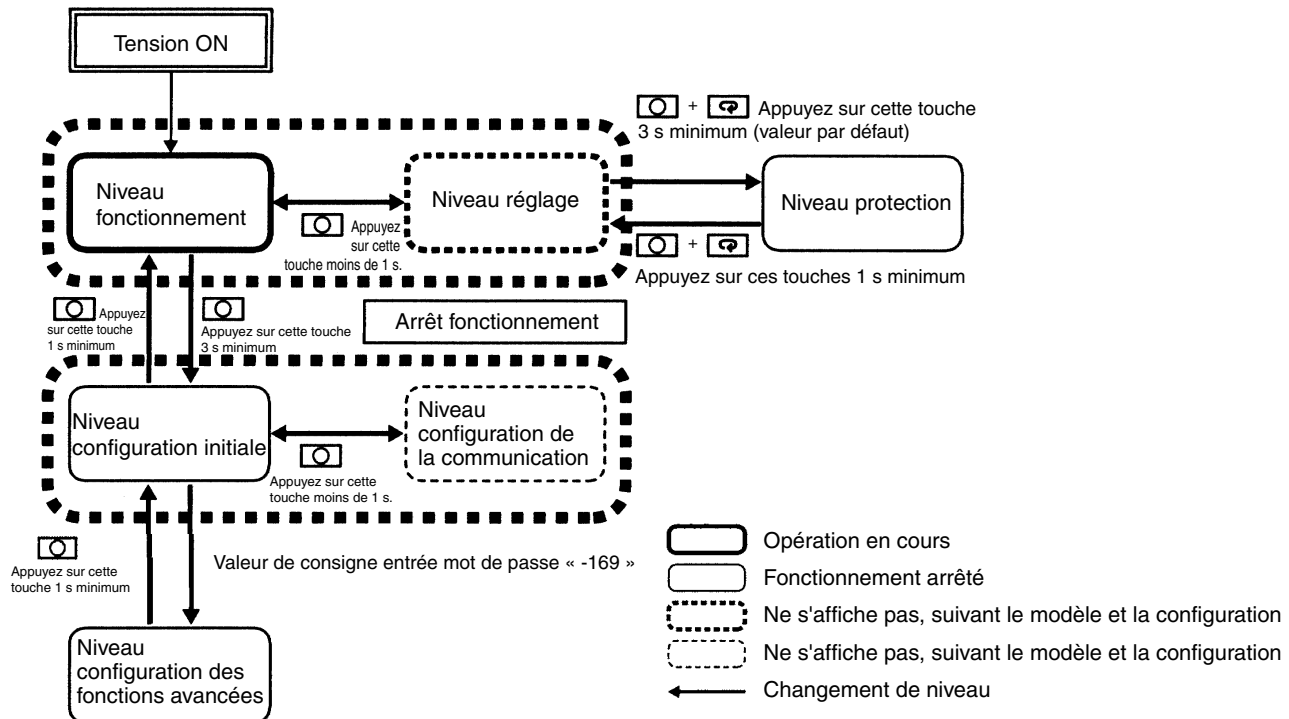 Tension ON
+ Appuyez sur cette touche
3 s minimum (valeur par défaut)
Niveau
fonctionnement
Niveau réglage
Niveau protection
Appuyez
sur cette
touche moins de 1 s.
+
Appuyez sur ces touches 1 s minimum
Appuyez
sur cette touche
1 s minimum
Appuyez sur cette touche
3 s minimum
Arrêt fonctionnement
Niveau
configuration initiale
Niveau
configuration de
la communication
Appuyez sur cette
touche moins de 1 s.
Appuyez sur cette
touche 1 s minimum
Valeur de consigne entrée mot de passe « -169 »
Niveau
configuration des
fonctions avancées
Opération en cours
Fonctionnement arrêté
Ne s'affiche pas, suivant le modèle et la configuration
Ne s'affiche pas, suivant le modèle et la configuration
Changement de niveau